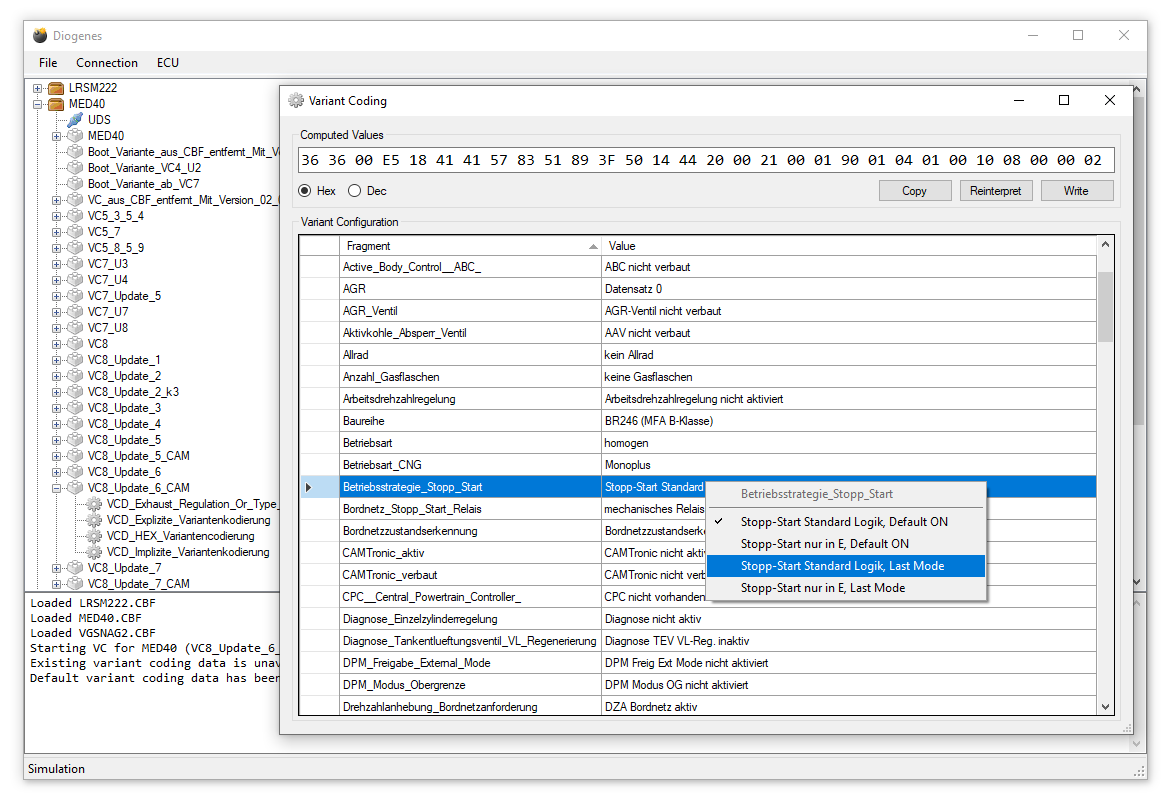 Diogenes
File Connection ECU
LRSM222
MED40
UDS
MED40
Boot_Variante_aus_CBF_entfernt_Mit_V
Boot_Variante_VC4_U2
Boot_Variante_ab_VC7
VC_aus_CBF_entfernt_Mit_Version_02_
VC5_3_5_4
VC5_7
VC5_8_5_9
VC7_U3
VC7_U4
VC7_Update_5
VC7_U7
VC7_U8
VC8
VC8_Update_1
VC8_Update_2
VC8_Update_2_k3
VC8_Update_3
VC8_Update_4
VC8_Update_5
VC8_Update_5_CAM
VC8_Update_6
VC8_Update_6_CAM
VCD_Exhaust_Regulation_Or_Type_
VCD_Explizite_Variantenkodierung
VCD_HEX_Variantencodierung
VCD_Implizite_Variantenkodierung
VC8_Update_7
VC8_Update_7_CAM
Loaded LRSM222.CBF
Loaded MED40.CBF
Loaded VGSNAG2.CBF
Starting VC for MED40 (VC8_Update_6_
Existing variant coding data is unav
Default variant coding data has been
Simulation
Variant Coding
Computed Values
36 36 00 E5 18 41 41 57 83 51 89 3F 50 14 44 20 00 21 00 01 90 01 04 01 00 10 08 00 00 02
Hex Dec Copy Reinterpret Write
Variant Configuration
Fragment Value
Active_Body_Control__ABC_ ABC nicht verbaut
AGR Datensatz 0
AGR_Ventil AGR-Ventil nicht verbaut
Aktivkohle_Absperr_Ventil AAV nicht verbaut
Allrad kein Allrad
Anzahl_Gasflaschen keine Gasflaschen
Arbeitsdrehzahlregelung Arbeitsdrehzahlregelung nicht aktiviert
Baureihe BR246 (MFA B-Klasse)
Betriebsart homogen
Betriebsart_CNG Monoplus
Betriebsstrategie_Stopp_Start Stopp-Start Standard
Bordnetz_Stopp_Start_Relais mechanisches Relais
Bordnetzzustandserkennung Bordnetzzustandserken
CAMTronic_aktiv CAMTronic nicht akti
CAMTronic_verbaut CAMTronic nicht verb
CPC__Central_Powertrain_Controller_ CPC nicht vorhanden
Diagnose_Einzelzylinderregelung Diagnose nicht aktiv
Diagnose_Tankentlueftungsventil_VL_Regenerierung Diagnose TEV VL-Reg. inaktiv
DPM_Freigabe_External_Mode DPM Freig Ext Mode nicht aktiviert
DPM_Modus_Obergrenze DPM Modus OG nicht aktiviert
Drehzahlanhebung_Bordnetzanforderung DZA Bordnetz aktiv
Betriebsstrategie_Stopp_Start
Stopp-Start Standard Logik, Default ON
Stopp-Start nur in E, Default ON
Stopp-Start Standard Logik, Last Mode
Stopp-Start nur in E, Last Mode